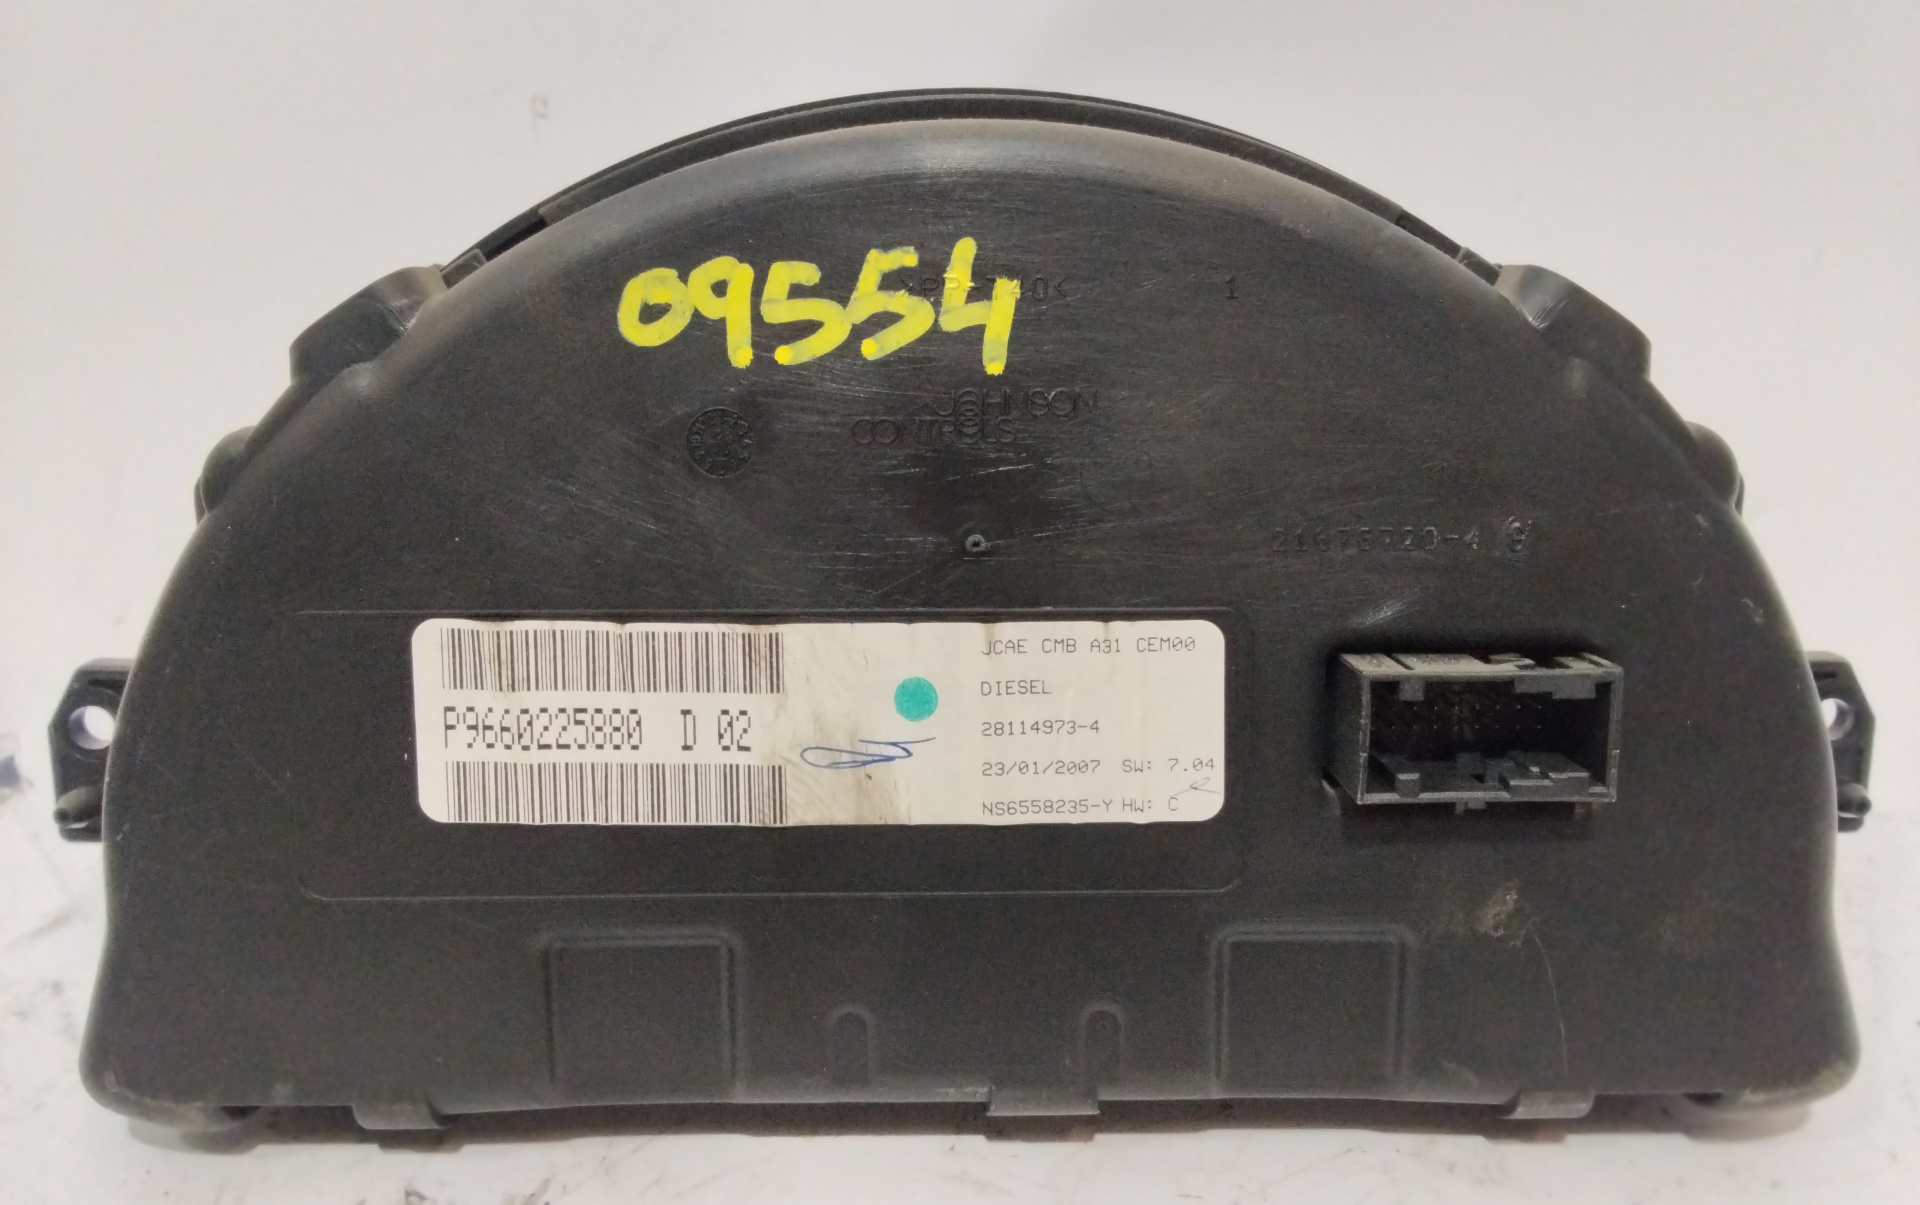 09554
1
JOHNSON
CONTROLS
JCAE CMB A31 CEM00
DIESEL
P9660225880 D 02
28114973-4
23/01/2007 SW: 7.04
NS6558235-Y HW: C